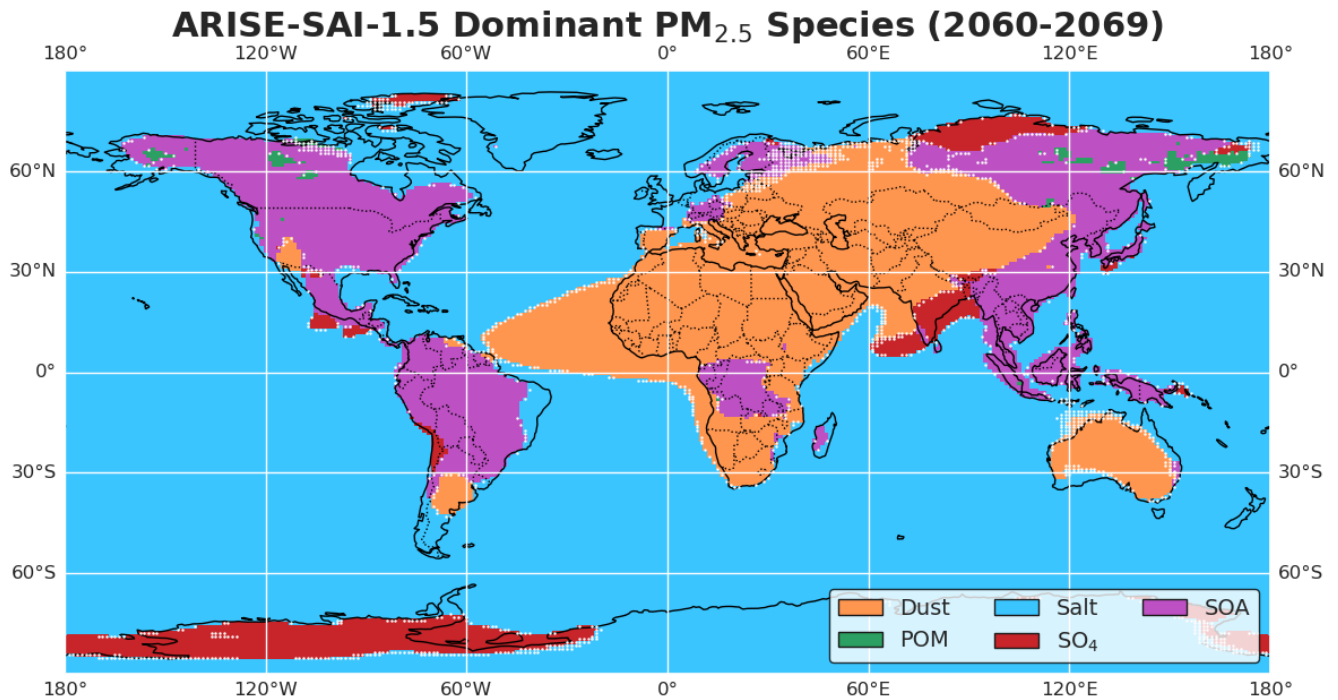 ARISE-SAI-1.5 Dominant PM₂.₅ Species (2060-2069)
180° 120°W 60°W 0° 60°E 120°E 180°
60°N 60°N
30°N 30°N
0° 0°
30°S 30°S
60°S 60°S
Dust Salt SOA
POM SO₄
180° 120°W 60°W 0° 60°E 120°E 180°